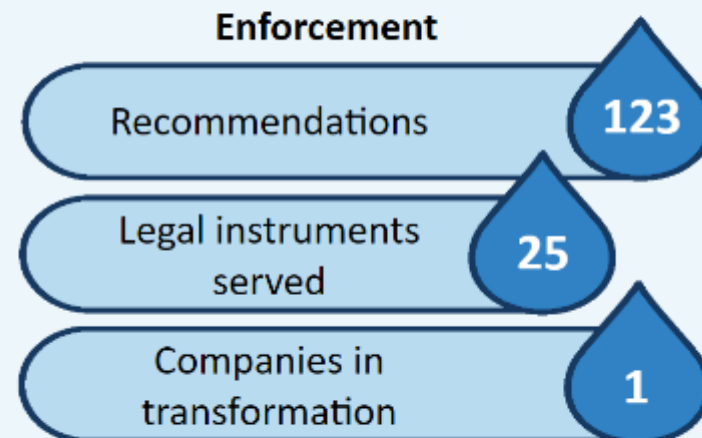 Enforcement
Recommendations
123
Legal instruments
served
25
Companies in
transformation
1